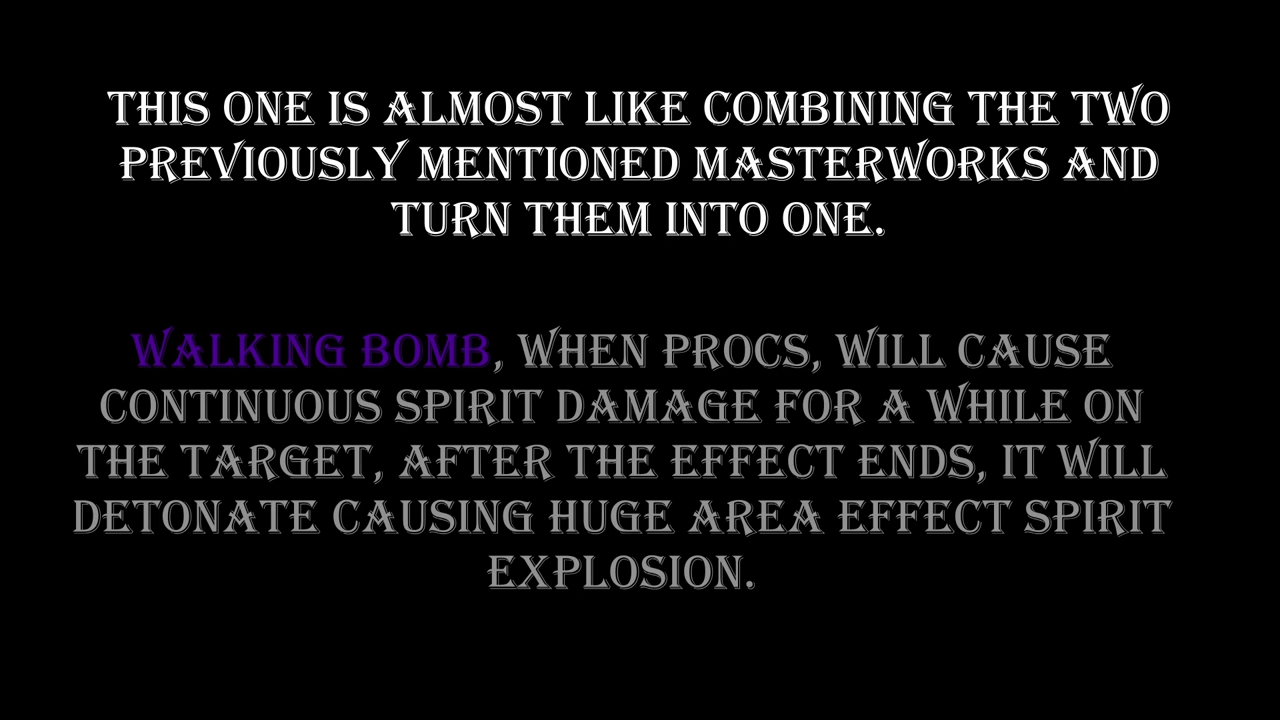 THIS ONE IS ALMOST LIKE COMBINING THE TWO
PREVIOUSLY MENTIONED MASTERWORKS AND
TURN THEM INTO ONE.
WALKING BOMB, WHEN PROCS, WILL CAUSE
CONTINUOUS SPIRIT DAMAGE FOR A WHILE ON
THE TARGET, AFTER THE EFFECT ENDS, IT WILL
DETONATE CAUSING HUGE AREA EFFECT SPIRIT
EXPLOSION.